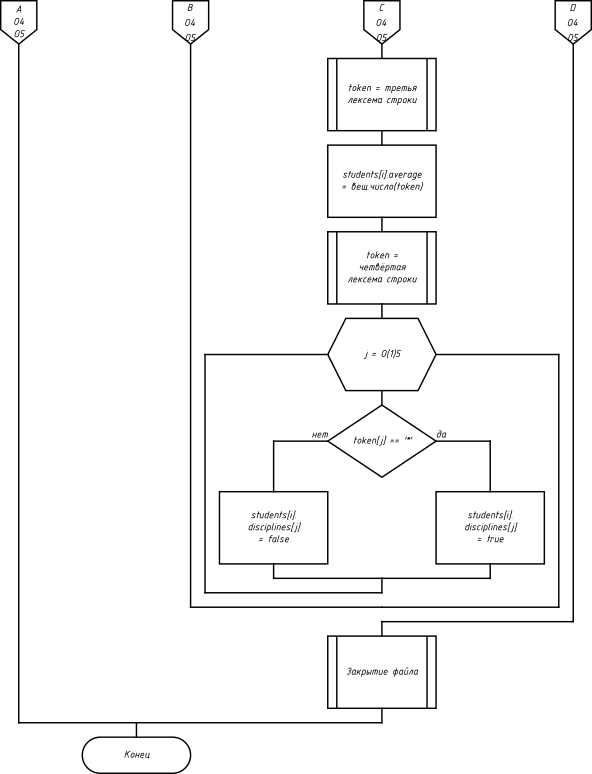 A
04
05
B
04
05
C
04
05
D
04
05
token = третья
лексема строки
students[i].average
= вещ.число(token)
token =
четвёртая
лексема строки
j = 0(1)5
нет
token[j] == '*'
да
students[i].
disciplines[j]
= false
students[i].
disciplines[j]
= true
Закрытие файла
Конец